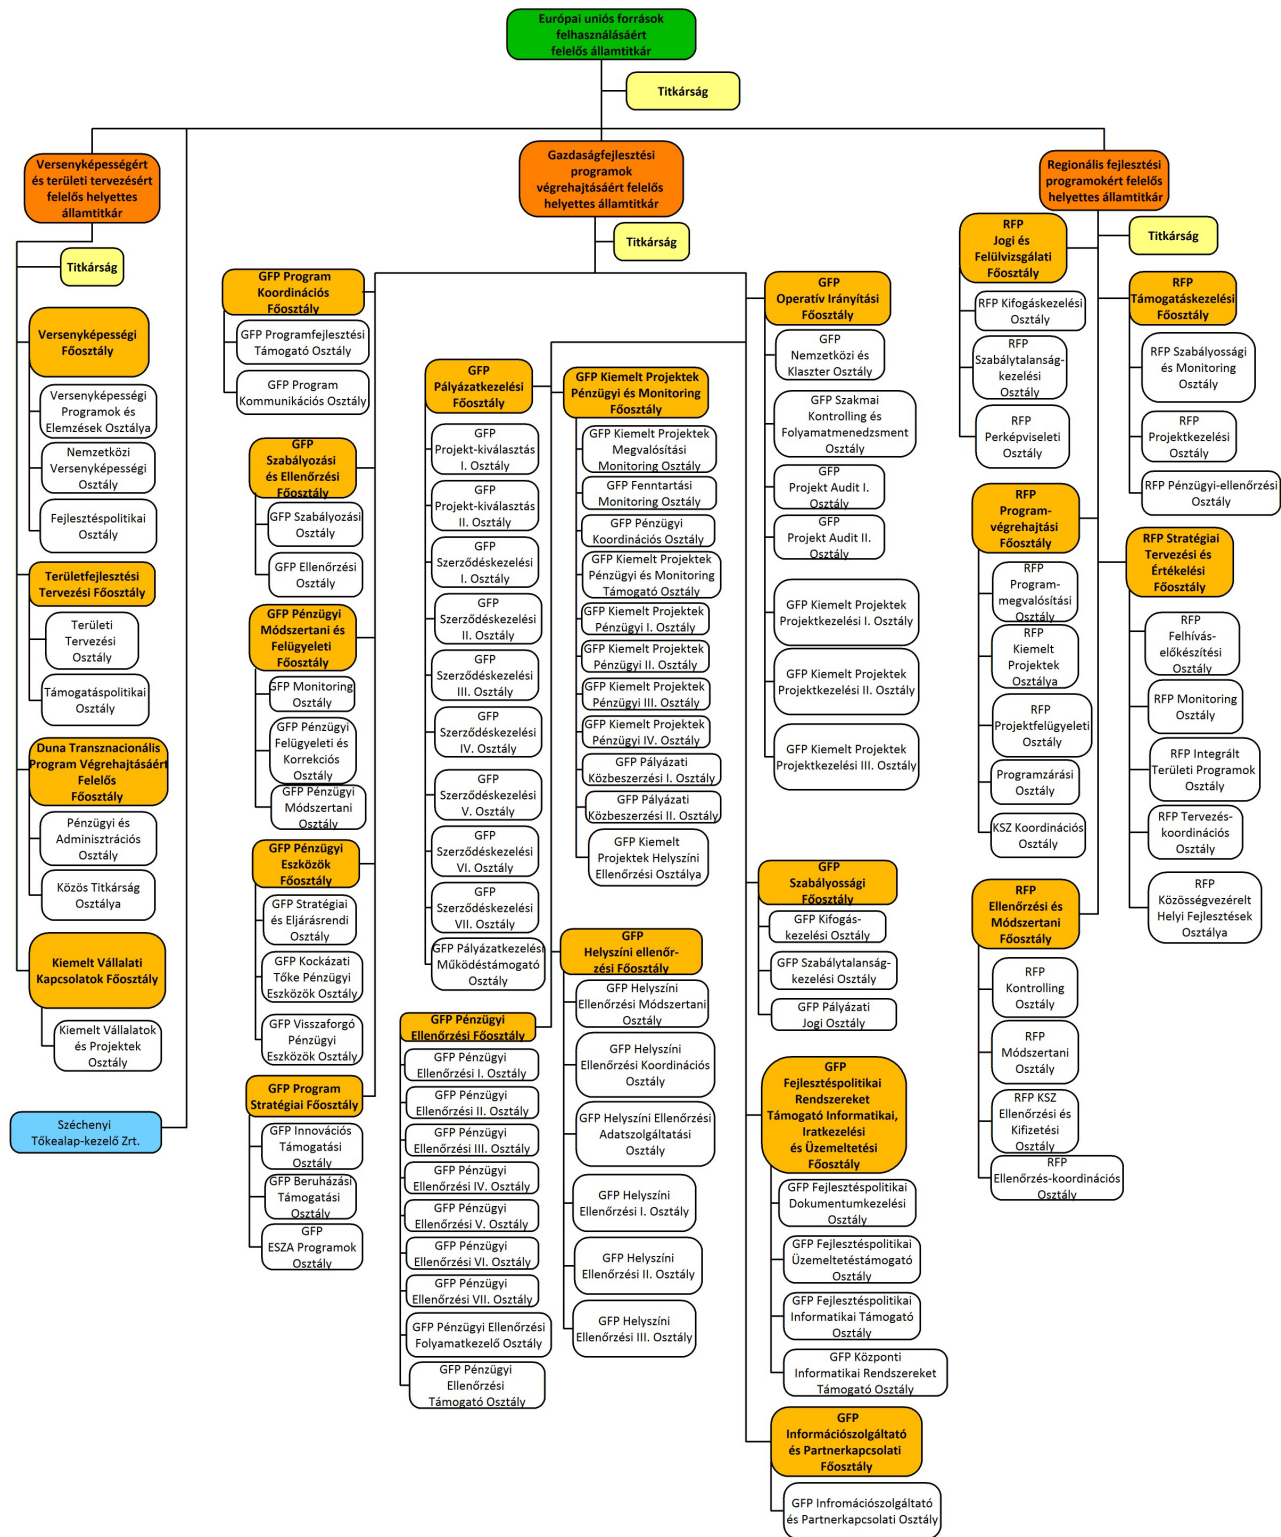 Európai uniós források
felhasználásáért
felelős államtitkár
Titkárság
Versenyképességért
és területi tervezésért
felelős helyettes
államtitkár
Titkárság
Versenyképességi
Főosztály
Versenyképességi
Programok és
Elemzések Osztálya
Nemzetközi
Versenyképességi
Osztály
Fejlesztéspolitikai
Osztály
Területfejlesztési
Tervezési Főosztály
Területi
Tervezési
Osztály
Támogatáspolitikai
Osztály
Duna Transznacionális
Program Végrehajtásáért
Felelős
Főosztály
Pénzügyi és
Adminisztrációs
Osztály
Közös Titkárság
Osztálya
Kiemelt Vállalati
Kapcsolatok Főosztály
Kiemelt Vállalatok
és Projektek
Osztály
Széchenyi
Tőkealap-kezelő Zrt.
Gazdaságfejlesztési
programok
végrehajtásáért felelős
helyettes államtitkár
Titkárság
GFP Program
Koordinációs
Főosztály
GFP Programfejlesztési
Támogató Osztály
GFP Program
Kommunikációs Osztály
GFP
Szabályozási
és Ellenőrzési
Főosztály
GFP Szabályozási
Osztály
GFP Ellenőrzési
Osztály
GFP Pénzügyi
Módszertani és
Felügyeleti
Főosztály
GFP Monitoring
Osztály
GFP Pénzügyi
Felügyeleti és
Korrekciós
Osztály
GFP Pénzügyi
Módszertani
Osztály
GFP Pénzügyi
Eszközök
Főosztály
GFP Stratégiai
és Eljárásrendi
Osztály
GFP Kockázati
Tőke Pénzügyi
Eszközök Osztály
GFP Visszaforgó
Pénzügyi
Eszközök Osztály
GFP Program
Stratégiai Főosztály
GFP Innovációs
Támogatási
Osztály
GFP Beruházási
Támogatási
Osztály
GFP
ESZA Programok
Osztály
GFP
Pályázatkezelési
Főosztály
GFP
Projekt-kiválasztás
I. Osztály
GFP
Projekt-kiválasztás
II. Osztály
GFP
Szerződéskezelési
I. Osztály
GFP
Szerződéskezelési
II. Osztály
GFP
Szerződéskezelési
III. Osztály
GFP
Szerződéskezelési
IV. Osztály
GFP
Szerződéskezelési
V. Osztály
GFP
Szerződéskezelési
VI. Osztály
GFP
Szerződéskezelési
VII. Osztály
GFP Pályázatkezelési
Működéstámogató
Osztály
GFP Kiemelt Projektek
Pénzügyi és Monitoring
Főosztály
GFP Kiemelt Projektek
Megvalósítási
Monitoring Osztály
GFP Fenntartási
Monitoring Osztály
GFP Pénzügyi
Koordinációs Osztály
GFP Kiemelt Projektek
Pénzügyi és Monitoring
Támogató Osztály
GFP Kiemelt Projektek
Pénzügyi I. Osztály
GFP Kiemelt Projektek
Pénzügyi II. Osztály
GFP Kiemelt Projektek
Pénzügyi III. Osztály
GFP Kiemelt Projektek
Pénzügyi IV. Osztály
GFP Pályázati
Közbeszerzési I. Osztály
GFP Pályázati
Közbeszerzési II. Osztály
GFP Kiemelt
Projektek Helyszíni
Ellenőrzési Osztálya
GFP
Helyszíni ellenőr-
zési Főosztály
GFP Helyszíni
Ellenőrzési Módszertani
Osztály
GFP Helyszíni
Ellenőrzési Koordinációs
Osztály
GFP Helyszíni Ellenőrzési
Adatszolgáltatási
Osztály
GFP Helyszíni
Ellenőrzési I. Osztály
GFP Helyszíni
Ellenőrzési II. Osztály
GFP Helyszíni
Ellenőrzési III. Osztály
GFP Pénzügyi
Ellenőrzési Főosztály
GFP Pénzügyi
Ellenőrzési I. Osztály
GFP Pénzügyi
Ellenőrzési II. Osztály
GFP Pénzügyi
Ellenőrzési III. Osztály
GFP Pénzügyi
Ellenőrzési IV. Osztály
GFP Pénzügyi
Ellenőrzési V. Osztály
GFP Pénzügyi
Ellenőrzési VI. Osztály
GFP Pénzügyi
Ellenőrzési VII. Osztály
GFP Pénzügyi Ellenőrzési
Folyamatkezelő Osztály
GFP Pénzügyi
Ellenőrzési
Támogató Osztály
GFP
Operatív Irányítási
Főosztály
GFP
Nemzetközi és
Klaszter Osztály
GFP Szakmai
Kontrolling és
Folyamatmenedzsment
Osztály
GFP
Projekt Audit I.
Osztály
GFP
Projekt Audit II.
Osztály
GFP Kiemelt Projektek
Projektkezelési I. Osztály
GFP Kiemelt Projektek
Projektkezelési II. Osztály
GFP Kiemelt Projektek
Projektkezelési III. Osztály
GFP
Szabályossági
Főosztály
GFP Kifogás-
kezelési Osztály
GFP Szabálytalanság-
kezelési Osztály
GFP Pályázati
Jogi Osztály
GFP
Fejlesztéspolitikai
Rendszereket
Támogató Informatikai,
Iratkezelési
és Üzemeltetési
Főosztály
GFP Fejlesztéspolitikai
Dokumentumkezelési
Osztály
GFP Fejlesztéspolitikai
Üzemeltetéstámogató
Osztály
GFP Fejlesztéspolitikai
Informatikai Támogató
Osztály
GFP Központi
Informatikai Rendszereket
Támogató Osztály
GFP
Információszolgáltató
és Partnerkapcsolati
Főosztály
GFP Infromációszolgáltató
és Partnerkapcsolati Osztály
Regionális fejlesztési
programokért felelős
helyettes államtitkár
Titkárság
RFP
Jogi és
Felülvizsgálati
Főosztály
RFP Kifogáskezelési
Osztály
RFP
Szabálytalanság-
kezelési Osztály
RFP
Perképviseleti
Osztály
RFP
Program-
végrehajtási
Főosztály
RFP
Program-
megvalósítási
Osztály
RFP
Kiemelt
Projektek
Osztálya
RFP
Projektfelügyeleti
Osztály
Programzárási
Osztály
KSZ Koordinációs
Osztály
RFP
Ellenőrzési és
Módszertani
Főosztály
RFP
Kontrolling
Osztály
RFP
Módszertani
Osztály
RFP KSZ
Ellenőrzési és
Kifizetési
Osztály
RFP
Ellenőrzés-koordinációs
Osztály
RFP
Támogatáskezelési
Főosztály
RFP Szabályossági
és Monitoring
Osztály
RFP
Projektkezelési
Osztály
RFP Pénzügyi-ellenőrzési
Osztály
RFP Stratégiai
Tervezési és
Értékelési
Főosztály
RFP
Felhívás-
előkészítési
Osztály
RFP Monitoring
Osztály
RFP Integrált
Területi Programok
Osztály
RFP Tervezés-
koordinációs
Osztály
RFP
Közösségvezérelt
Helyi Fejlesztések
Osztálya